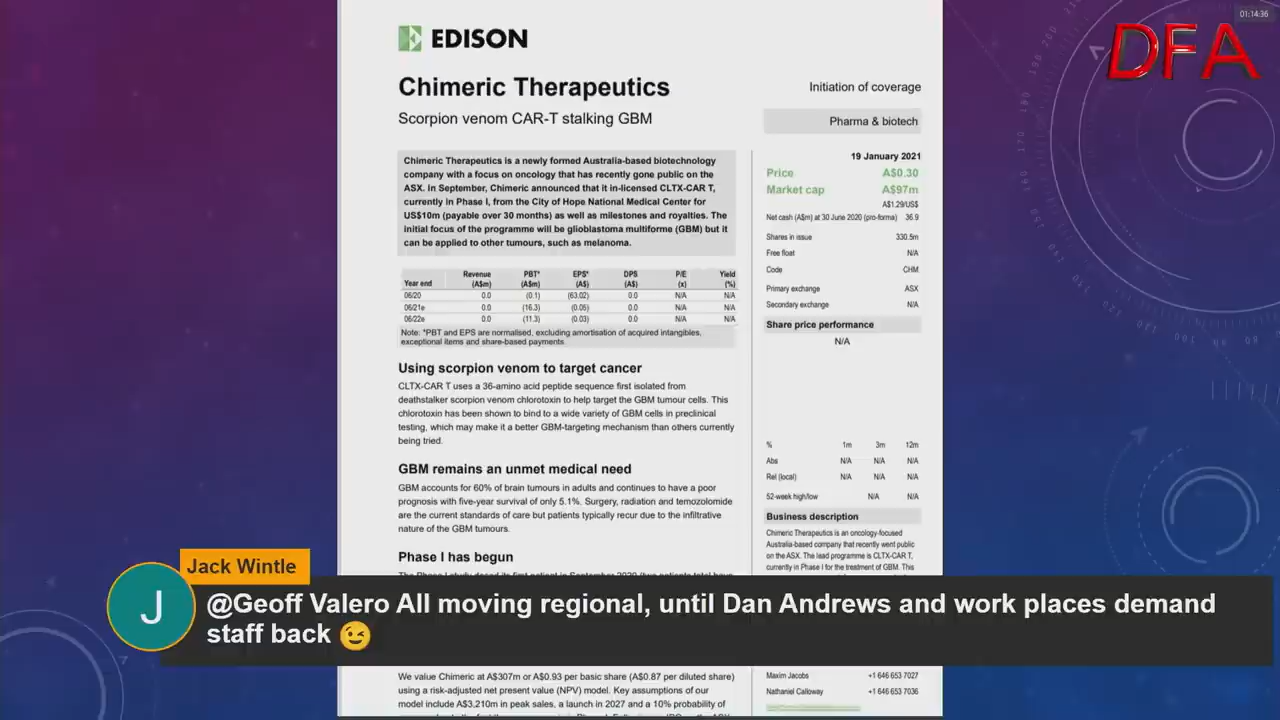 01:14:36
DFA
EDISON
Chimeric Therapeutics
Scorpion venom CAR-T stalking GBM
Initiation of coverage
Pharma & biotech
Chimeric Therapeutics is a newly formed Australia-based biotechnology
company with a focus on oncology that has recently gone public on the
ASX. In September, Chimeric announced that it in-licensed CLTX-CAR T,
currently in Phase I, from the City of Hope National Medical Center for
US$10m (payable over 30 months) as well as milestones and royalties. The
initial focus of the programme will be glioblastoma multiforme (GBM) but it
can be applied to other tumours, such as melanoma.
Year end Revenue (A$m) PBT* (A$m) EPS* (A$) DPS (A$) P/E (x) Yield (%)
06/20 0.0 (0.1) (63.02) 0.0 N/A N/A
06/21e 0.0 (16.3) (0.05) 0.0 N/A N/A
06/22e 0.0 (11.3) (0.03) 0.0 N/A N/A
Note: *PBT and EPS are normalised, excluding amortisation of acquired intangibles,
exceptional items and share-based payments.
Using scorpion venom to target cancer
CLTX-CAR T uses a 36-amino acid peptide sequence first isolated from
deathstalker scorpion venom chlorotoxin to help target the GBM tumour cells. This
chlorotoxin has been shown to bind to a wide variety of GBM cells in preclinical
testing, which may make it a better GBM-targeting mechanism than others currently
being tried.
GBM remains an unmet medical need
GBM accounts for 60% of brain tumours in adults and continues to have a poor
prognosis with five-year survival of only 5.1%. Surgery, radiation and temozolomide
are the current standards of care but patients typically recur due to the infiltrative
nature of the GBM tumours.
Phase I has begun
19 January 2021
Price A$0.30
Market cap A$97m
A$1.29/US$
Net cash (A$m) at 30 June 2020 (pro-forma) 36.9
Shares in issue 330.5m
Free float N/A
Code CHM
Primary exchange ASX
Secondary exchange N/A
Share price performance
N/A
% 1m 3m 12m
Abs N/A N/A N/A
Rel (local) N/A N/A N/A
52-week high/low N/A N/A
Business description
Chimeric Therapeutics is an oncology-focused
Australia-based company that recently went public
on the ASX. The lead programme is CLTX-CAR T,
currently in Phase I for the treatment of GBM. This
Jack Wintle
J
@Geoff Valero All moving regional, until Dan Andrews and work places demand
staff back 😉
We value Chimeric at A$307m or A$0.93 per basic share (A$0.87 per diluted share)
using a risk-adjusted net present value (NPV) model. Key assumptions of our
model include A$3,210m in peak sales, a launch in 2027 and a 10% probability of
Maxim Jacobs +1 646 653 7027
Nathaniel Calloway +1 646 653 7036